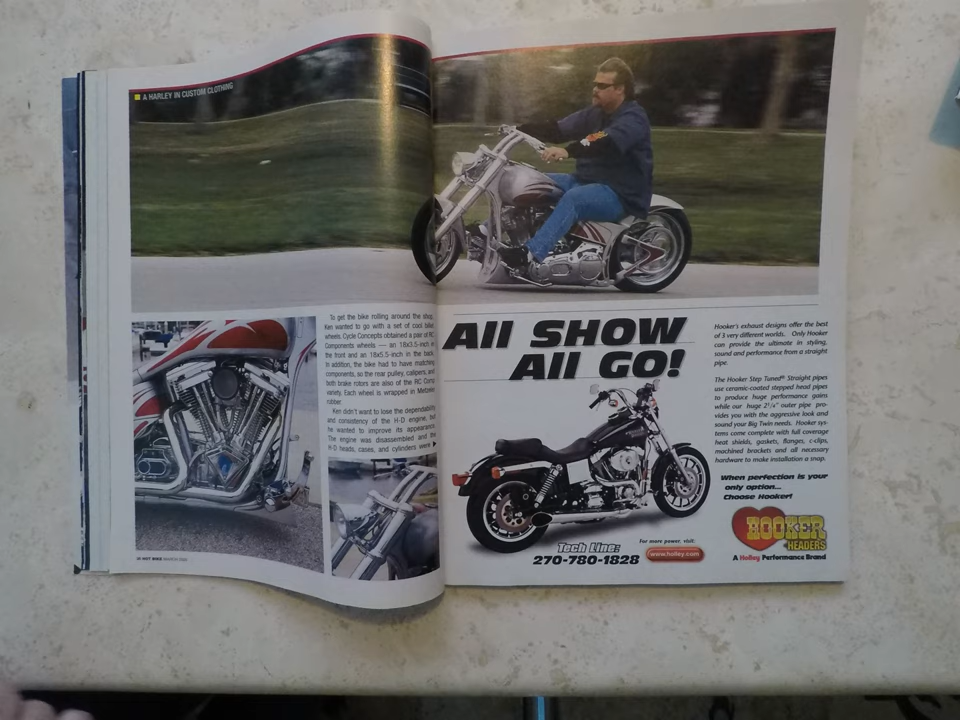 A HARLEY IN CUSTOM CLOTHING
To get the bike rolling around the shop,
Ken wanted to go with a set of cool billet
wheels. Cycle Concepts obtained a pair of RC
Components wheels — an 18x3.5-inch in
the front and an 18x5.5-inch in the back.
In addition, the bike had to have matching
components, so the rear pulley, calipers, and
both brake rotors are also of the RC Comp
variety. Each wheel is wrapped in Metzeler
rubber
Ken didn't want to lose the dependability
and consistency of the H-D engine, but
he wanted to improve its appearance.
The engine was disassembled and the
H-D heads, cases, and cylinders were
HOT BIKE MARCH
All SHOW
All GO!
Hooker's exhaust designs offer the best
of 3 very different worlds. Only Hooker
can provide the ultimate in styling,
sound and performance from a straight
pipe.
The Hooker Step Tuned® Straight pipes
use ceramic-coated stepped head pipes
to produce huge performance gains
while our huge 2¼" outer pipe pro-
vides you with the aggressive look and
sound your Big Twin needs. Hooker sys-
tems come complete with full coverage
heat shields, gaskets, flanges, c-clips,
machined brackets and all necessary
hardware to make installation a snap.
When perfection is your
only option...
Choose Hooker!
Tech Line:
270-780-1828
For more power, visit:
www.holley.com
HOOKER
HEADERS
A Holley Performance Brand